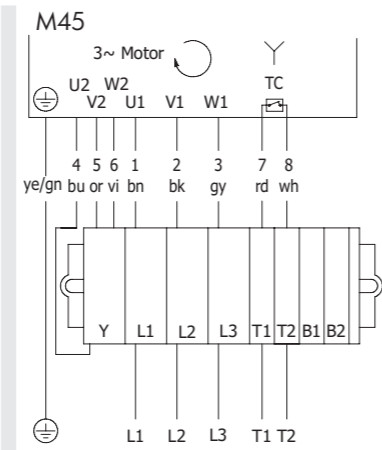 M45
3~ Motor
TC
U2 W2
V2 U1 V1 W1
4 5 6 1 2 3 7 8
ye/gn bu or vi bn bk gy rd wh
Y L1 L2 L3 T1 T2 B1 B2
L1 L2 L3 T1 T2